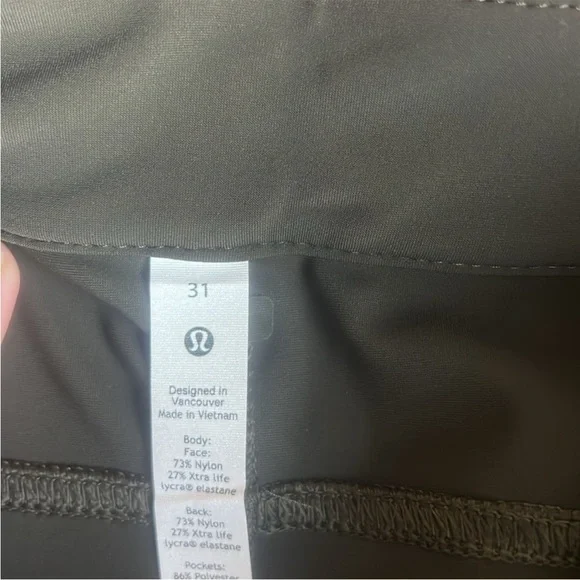 31
Designed in
Vancouver
Made in Vietnam
Body:
Face:
73% Nylon
27% Xtra life
lycra® elastane
Back:
73% Nylon
27% Xtra life
lycra® elastane
Pockets:
86% Polyester